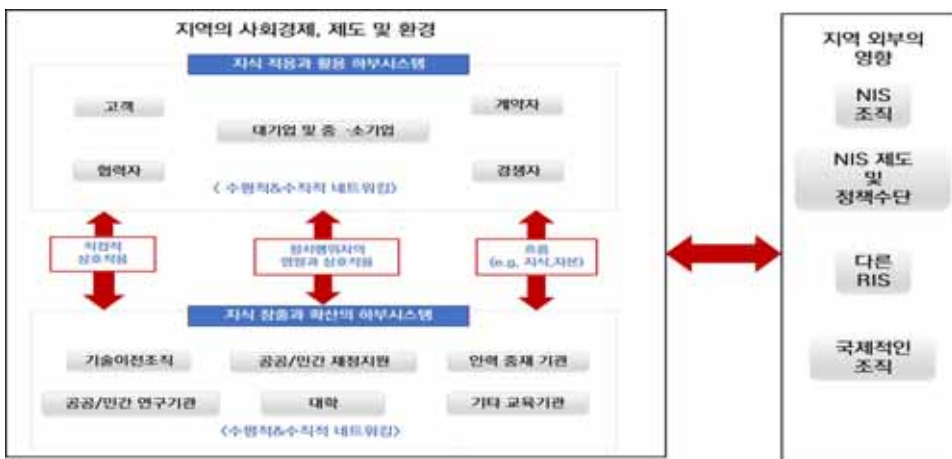 지역의 사회경제, 제도 및 환경
지식 적용과 활용 하부시스템
고객
계약자
대기업 및 중·소기업
협력자
경쟁자
< 수평적&수직적 네트워킹>
직접적
상호작용
정치행위자의
영향과 상호작용
흐름
(e.g. 지식,자본)
지식 창출과 확산의 하부시스템
기술이전조직
공공/민간 재정지원
인력 중재 기관
공공/민간 연구기관
대학
기타 교육기관
<수평적&수직적 네트워킹>
지역 외부의
영향
NIS
조직
NIS 제도
및
정책수단
다른
RIS
국제적인
조직